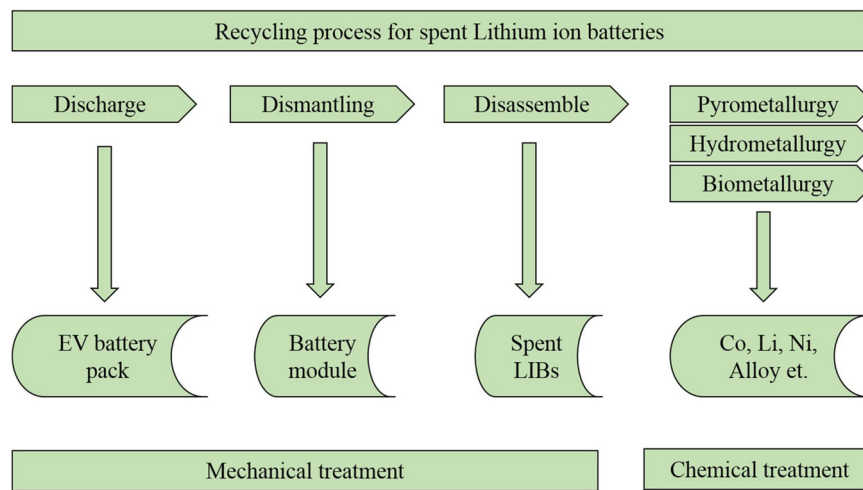 Recycling process for spent Lithium ion batteries
Discharge
Dismantling
Disassemble
Pyrometallurgy
Hydrometallurgy
Biometallurgy
EV battery
pack
Battery
module
Spent
LIBs
Co, Li, Ni,
Alloy et.
Mechanical treatment
Chemical treatment